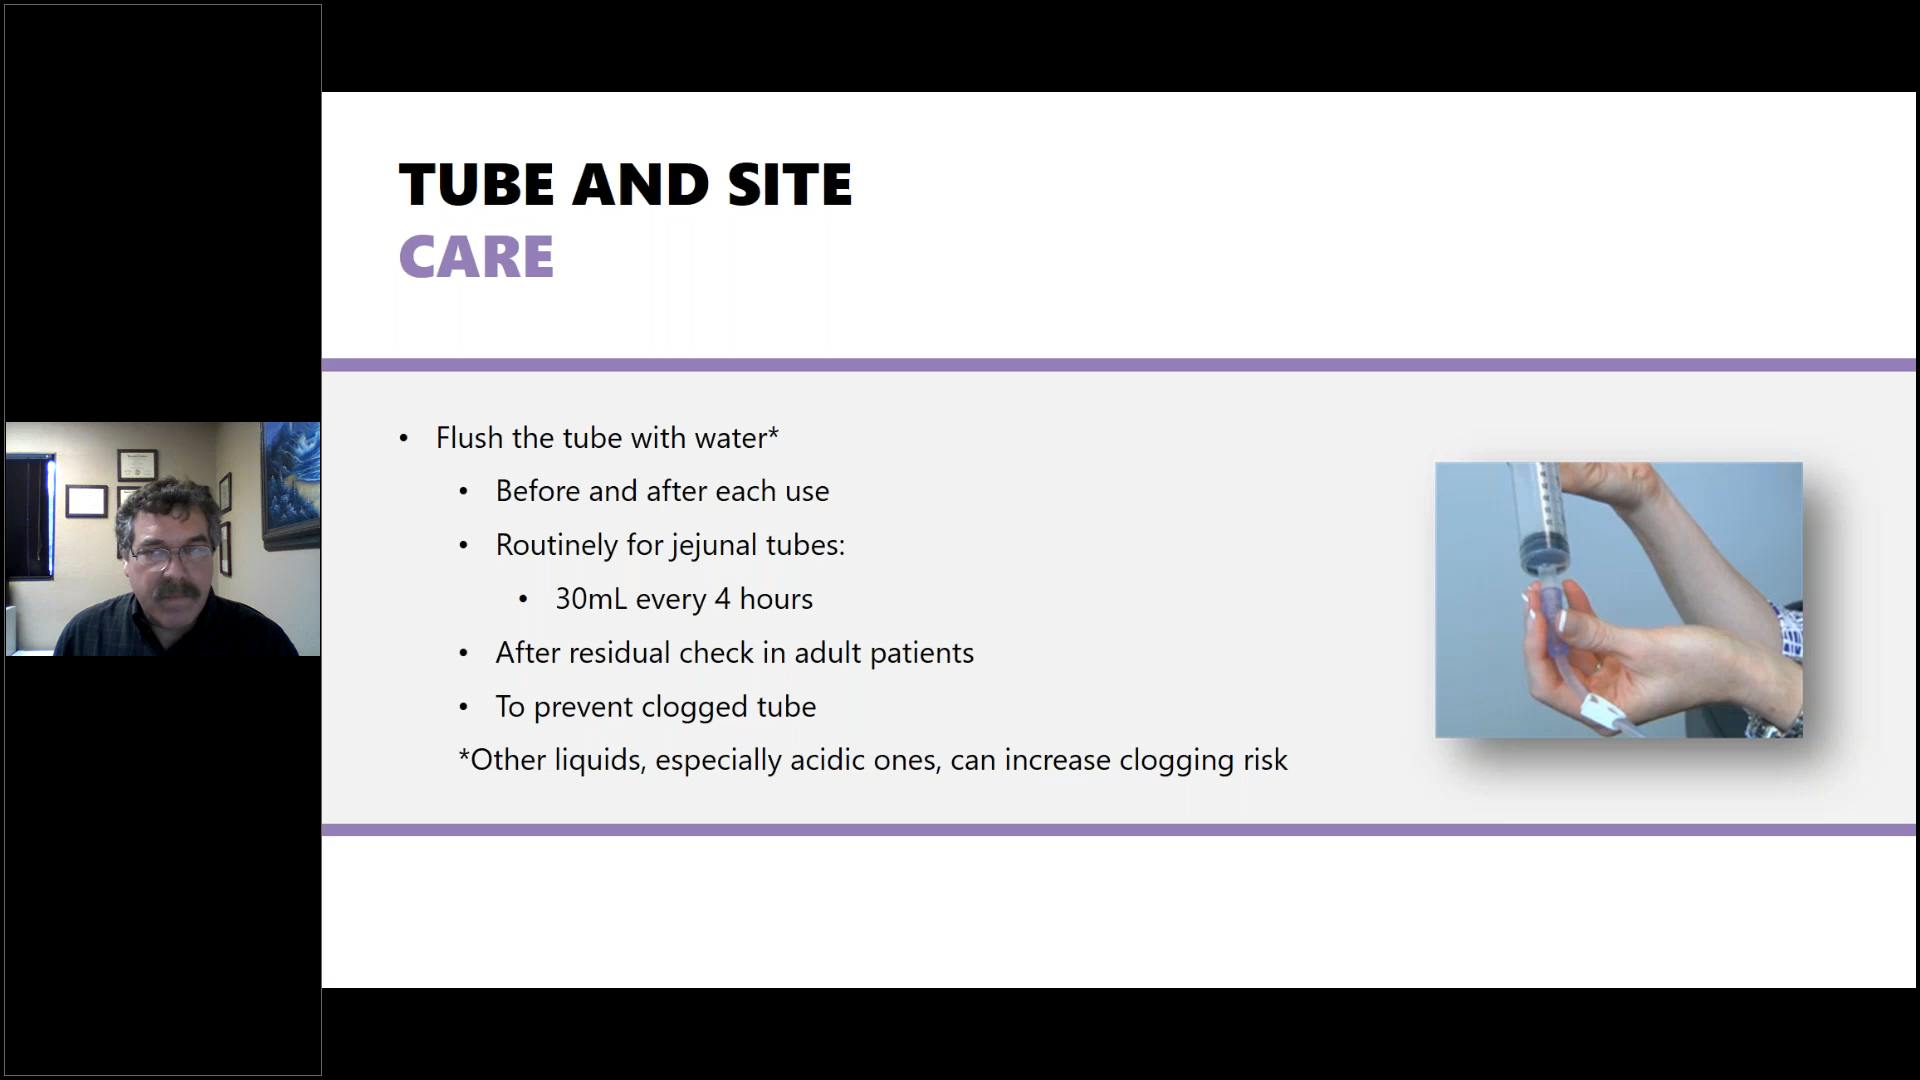 TUBE AND SITE
CARE
• Flush the tube with water*
• Before and after each use
• Routinely for jejunal tubes:
• 30mL every 4 hours
• After residual check in adult patients
• To prevent clogged tube
*Other liquids, especially acidic ones, can increase clogging risk